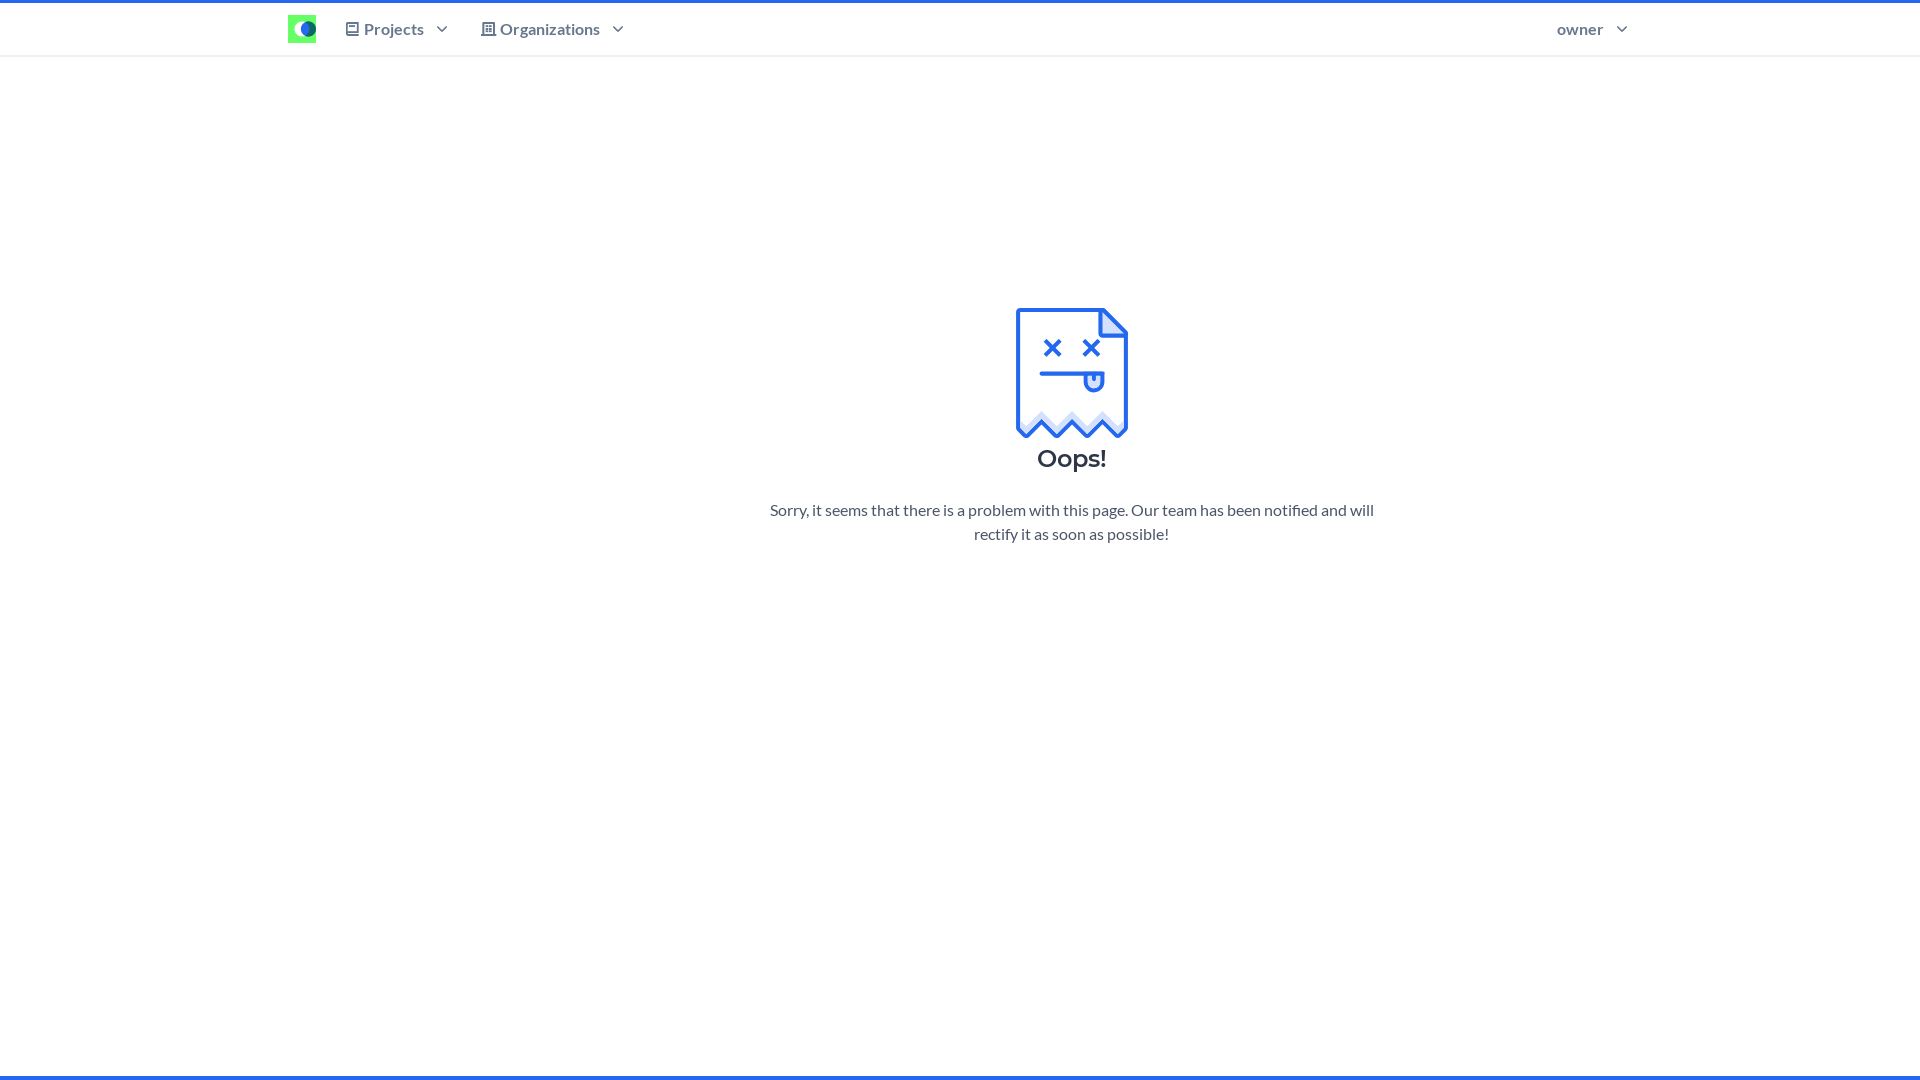 Projects
Organizations
owner
Oops!
Sorry, it seems that there is a problem with this page. Our team has been notified and will
rectify it as soon as possible!